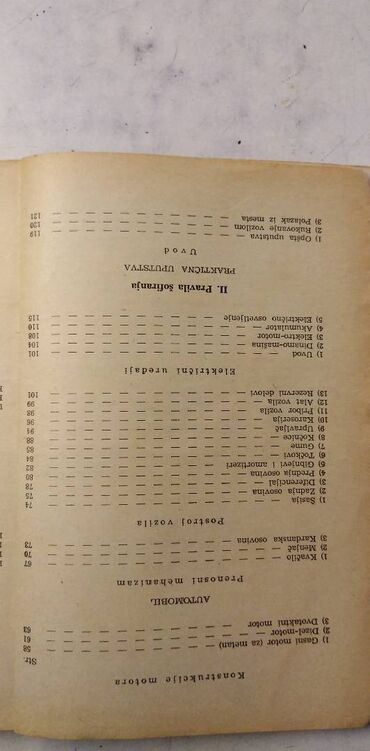 Konstrukcije motora
Str.
1) Gasni motor (za metan) — — — — — 58
2) Dizel-motor — — — — — — — — 61
3) Dvotaktni motor — — — — — — — 63
AUTOMOBIL
Prenosni mehanizam
1) Kvačilo — — — — — — — — — 67
2) Menjač — — — — — — — — — 70
3) Kardanska osovina — — — — — — 73
Postroj vozila
1) Šasija — — — — — — — — — 74
2) Zadnja osovina — — — — — — — 75
3) Diferencijal — — — — — — — — 78
4) Prednja osovina — — — — — — — 80
5) Gibnjevi i amortizeri — — — — — 82
6) Točkovi — — — — — — — — — 84
7) Gume — — — — — — — — — 85
8) Kočnice — — — — — — — — — 88
9) Upravljač — — — — — — — — 91
10) Karoserija — — — — — — — — 94
11) Pribor vozila — — — — — — — 96
12) Alat vozila — — — — — — — — 99
13) Rezervni delovi — — — — — — — 101
Električni uređaji
1) Uvod — — — — — — — — — 101
2) Dinamo-mašina — — — — — — — 104
3) Elektro-motor — — — — — — — 108
4) Akumulator — — — — — — — — 110
5) Električno osvetljenje — — — — — 115
II. Pravila šofiranja
PRAKTIČNA UPUTSTVA
Uvod
1) Opšta uputstva — — — — — — — 119
2) Rukovanje vozilom — — — — — — 120
3) Polazak iz mesta — — — — — — — 121